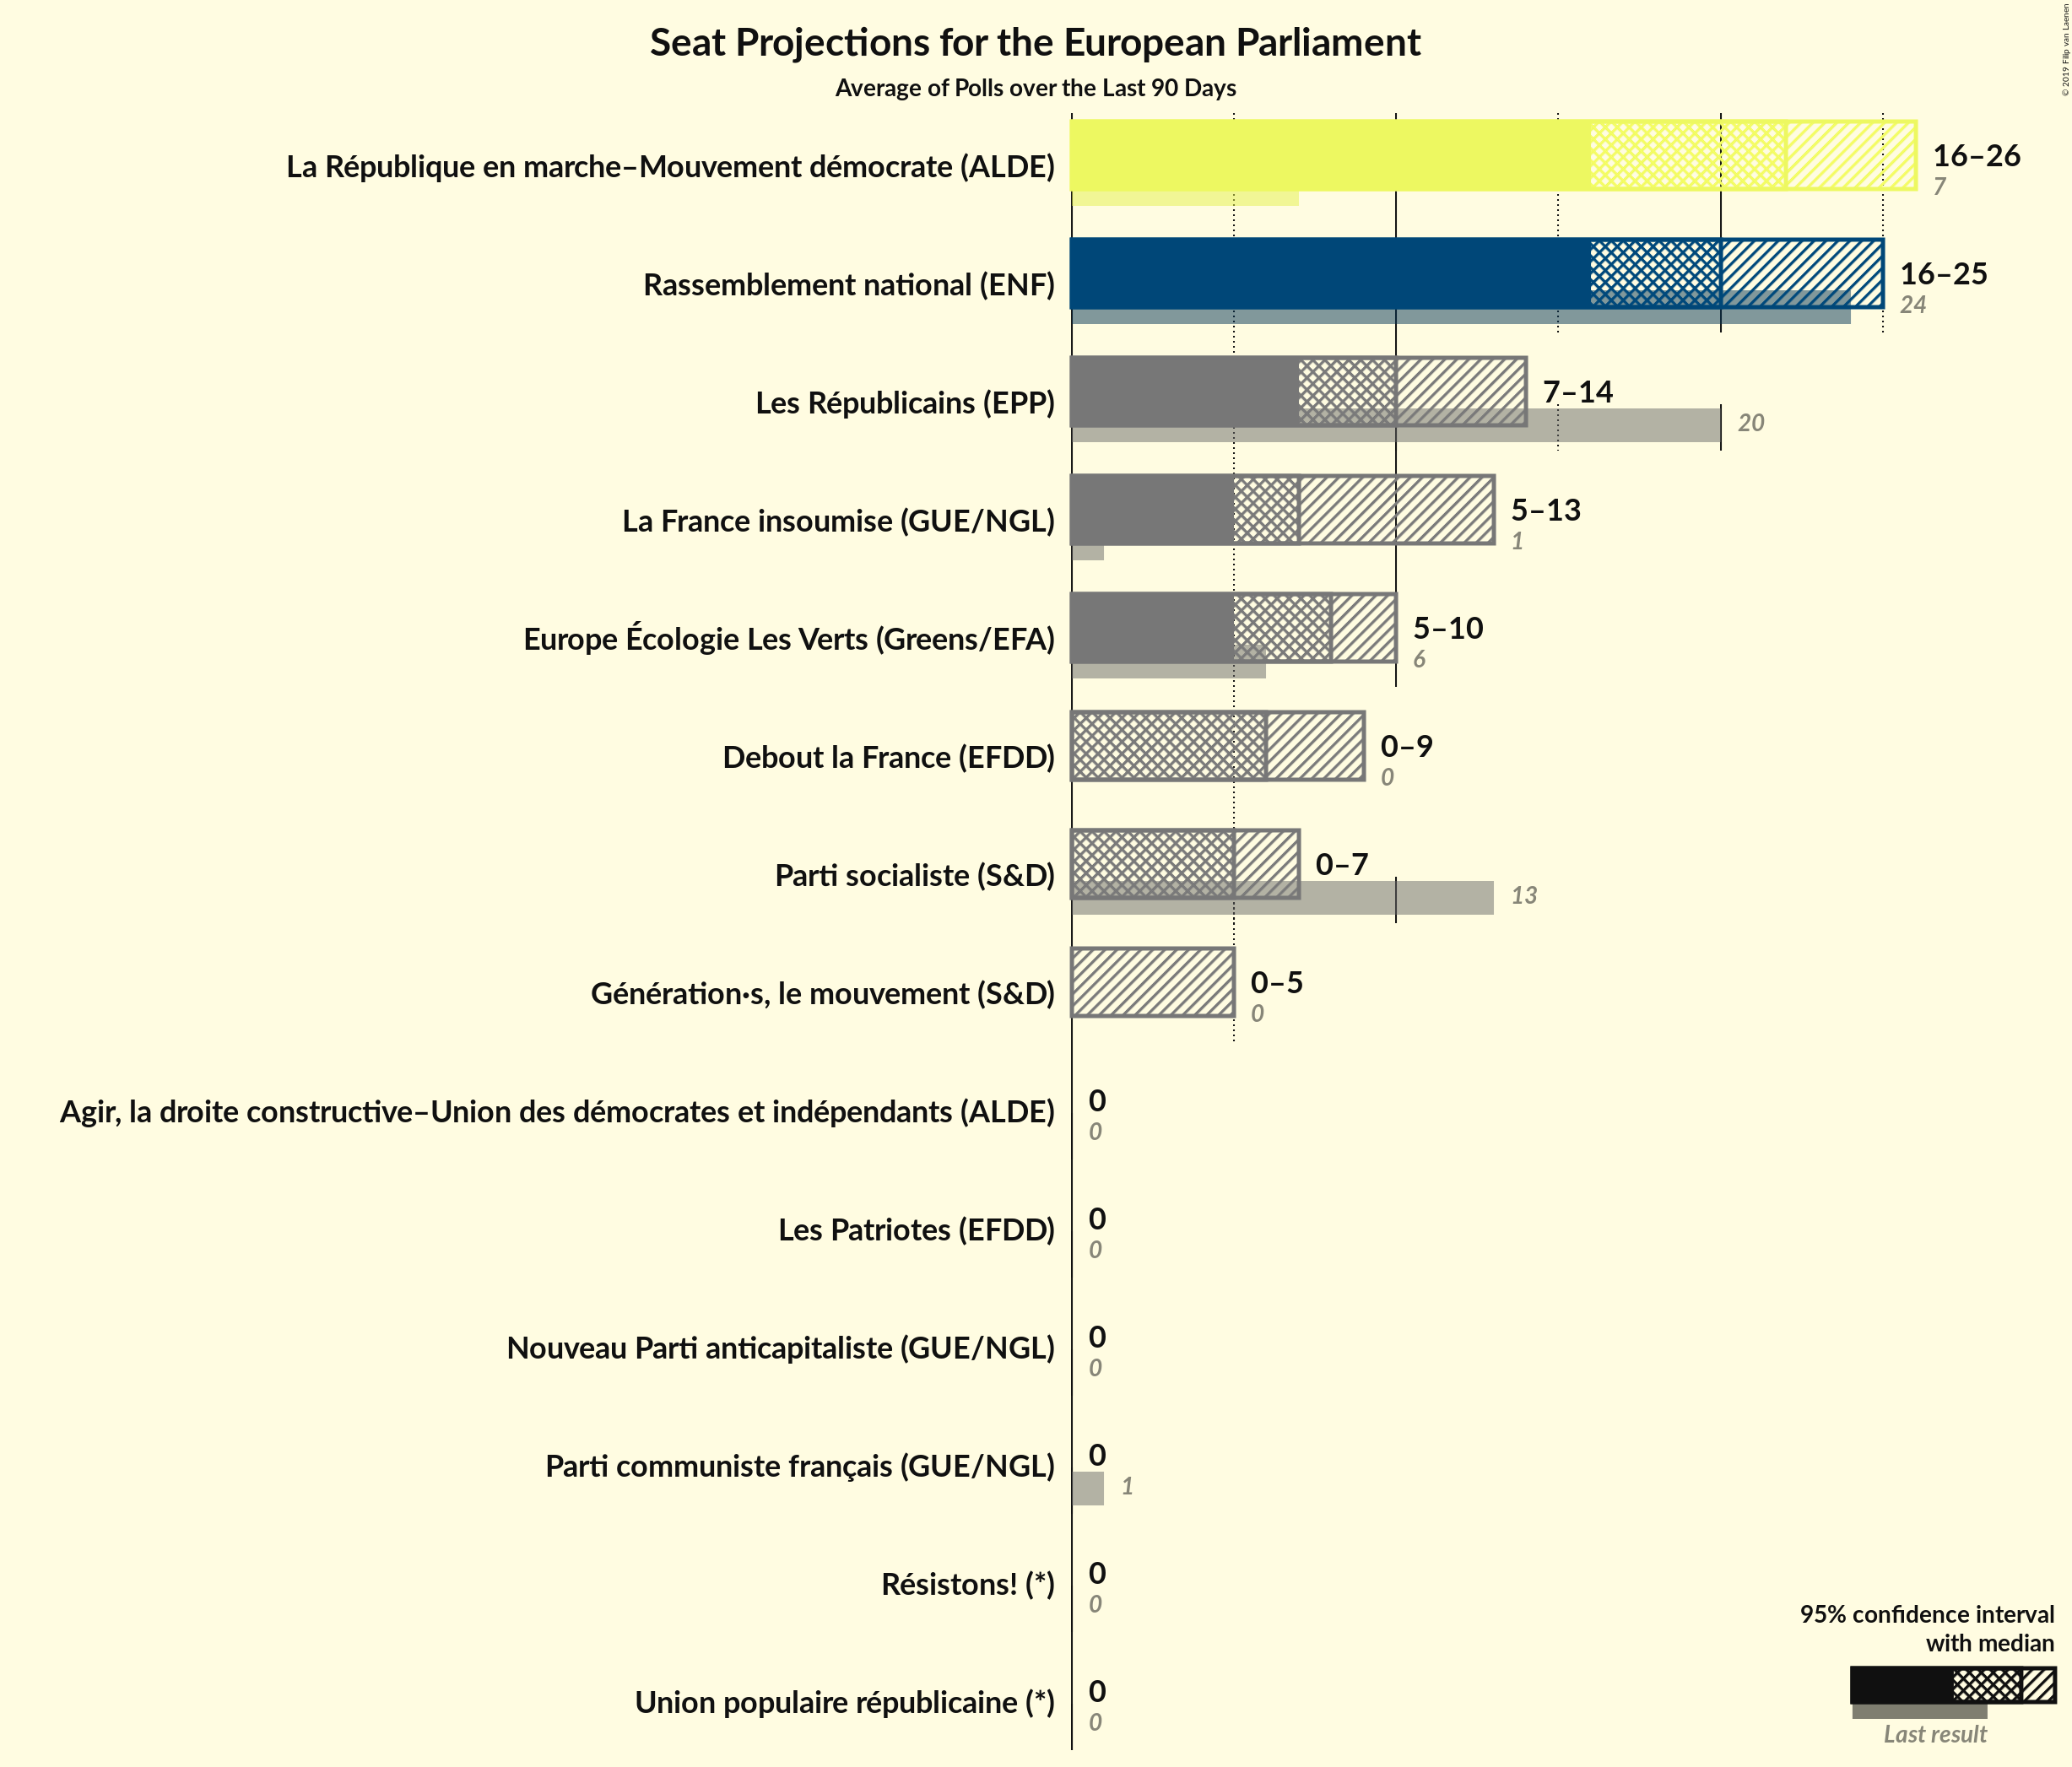 Seat Projections for the European Parliament
Average of Polls over the Last 90 Days
© 2019 Filip van Laenen
La République en marche–Mouvement démocrate (ALDE)
16–26
7
Rassemblement national (ENF)
16–25
24
Les Républicains (EPP)
7–14
20
La France insoumise (GUE/NGL)
5–13
1
Europe Écologie Les Verts (Greens/EFA)
5–10
6
Debout la France (EFDD)
0–9
0
Parti socialiste (S&D)
0–7
13
Génération·s, le mouvement (S&D)
0–5
0
Agir, la droite constructive–Union des démocrates et indépendants (ALDE)
0
0
Les Patriotes (EFDD)
0
0
Nouveau Parti anticapitaliste (GUE/NGL)
0
0
Parti communiste français (GUE/NGL)
0
1
Résistons! (*)
0
0
Union populaire républicaine (*)
0
0
95% confidence interval
with median
Last result